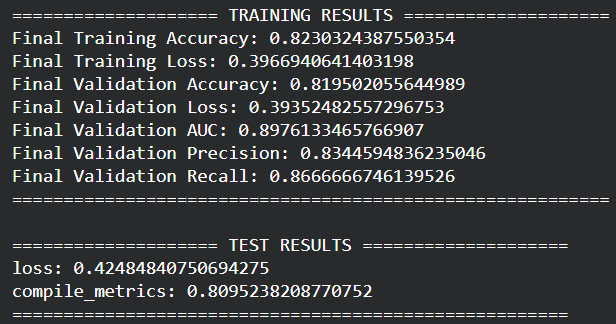 ==================== TRAINING RESULTS ====================
Final Training Accuracy: 0.8230324387550354
Final Training Loss: 0.3966940641403198
Final Validation Accuracy: 0.819502055644989
Final Validation Loss: 0.39352482557296753
Final Validation AUC: 0.8976133465766907
Final Validation Precision: 0.8344594836235046
Final Validation Recall: 0.8666666746139526
==========================================================
==================== TEST RESULTS ====================
loss: 0.42484840750694275
compile_metrics: 0.8095238208770752
======================================================